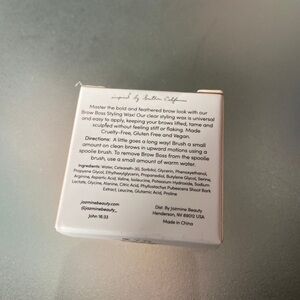 inspired by Southern California
Master the bold and feathered brow look with our
Brow Boss Styling Wax! Our clear styling wax is universal
and easy to apply, keeping your brows lifted, tame and
sculpted without feeling stiff or flaking. Made
Cruelty-Free, Gluten Free and Vegan.
Directions: A little goes a long way! Brush a small
amount on clean brows in upward motions using a
spoolie brush. To remove Brow Boss from the spoolie
brush, use a small amount of warm water.
Ingredients: Water, Ceteareth-30, Sorbitol, Glycerin, Phenoxyethanol,
Propylene Glycol, Ethylhexylglycerin, Propanediol, Butylene Glycol, Serine,
Arginine, Aspartic Acid, Valine, Isoleucine, Potassium Hydroxide, Sodium
Lactate, Glycine, Alanine, Citric Acid, Phyllostachys Pubescens Shoot Bark
Extract, Leucine, Glutamic Acid, Proline
jazminebeauty.com
@jazminebeauty_
John 16:33
Dist. By Jazmine Beauty
Henderson, NV 89012 USA
Made in China